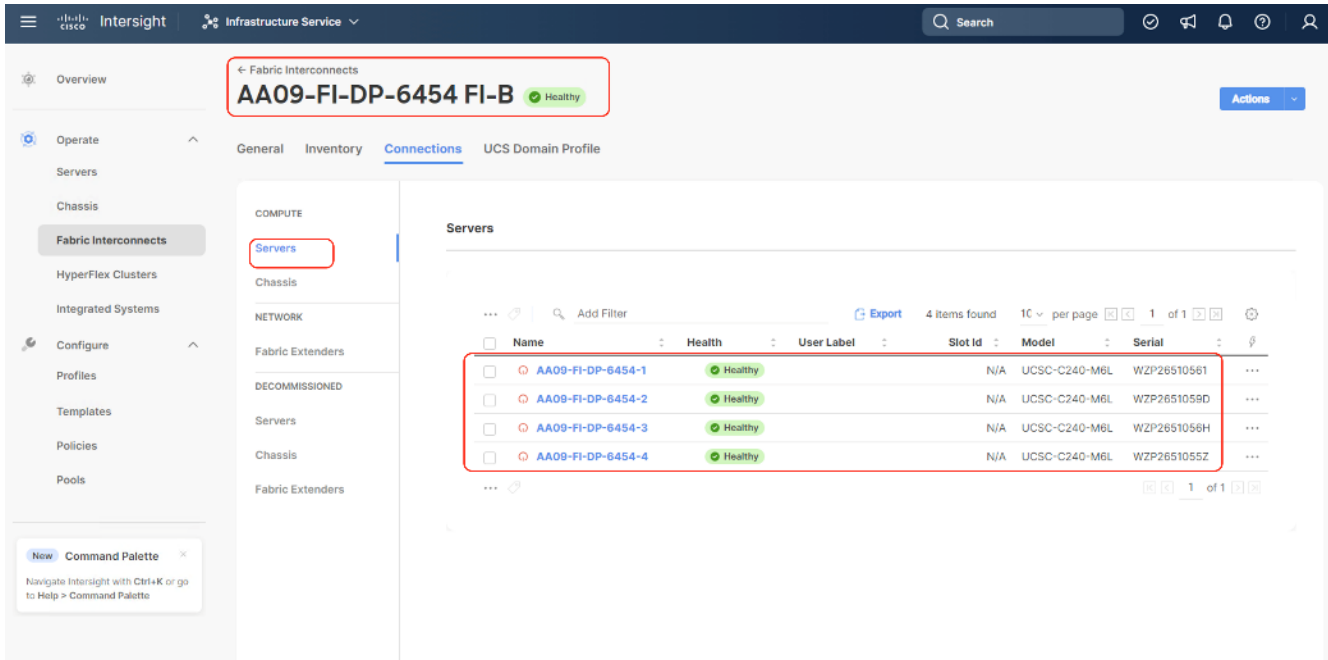 cisco Intersight Infrastructure Service Search
← Fabric Interconnects
AA09-FI-DP-6454 FI-B Healthy
Actions
Overview
Operate
Servers
Chassis
Fabric Interconnects
HyperFlex Clusters
Integrated Systems
Configure
Profiles
Templates
Policies
Pools
New Command Palette ×
Navigate Intersight with Ctrl+K or go
to Help > Command Palette
General Inventory Connections UCS Domain Profile
COMPUTE
Servers
Chassis
NETWORK
Fabric Extenders
DECOMMISSIONED
Servers
Chassis
Fabric Extenders
Servers
Add Filter Export 4 items found 10 per page 1 of 1
Name Health User Label Slot Id Model Serial
AA09-FI-DP-6454-1 Healthy N/A UCSC-C240-M6L WZP26510561
AA09-FI-DP-6454-2 Healthy N/A UCSC-C240-M6L WZP2651059D
AA09-FI-DP-6454-3 Healthy N/A UCSC-C240-M6L WZP2651056H
AA09-FI-DP-6454-4 Healthy N/A UCSC-C240-M6L WZP2651055Z
1 of 1